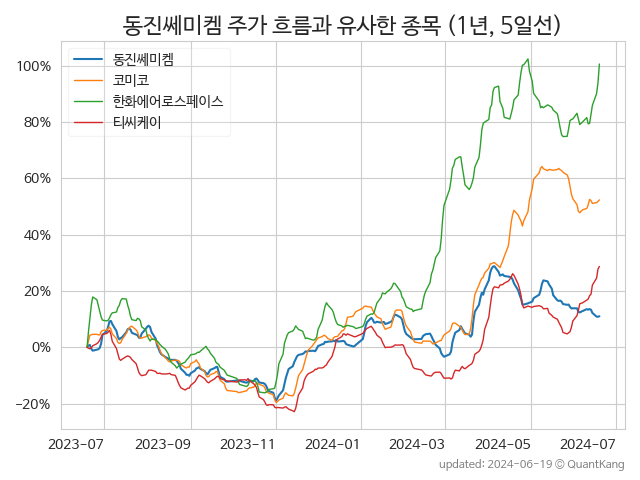 동진쎄미켐 주가 흐름과 유사한 종목 (1년, 5일선)
동진쎄미켐
코미코
한화에어로스페이스
티씨케이
100%
80%
60%
40%
20%
0%
−20%
2023-07 2023-09 2023-11 2024-01 2024-03 2024-05 2024-07
updated: 2024-06-19 © QuantKang